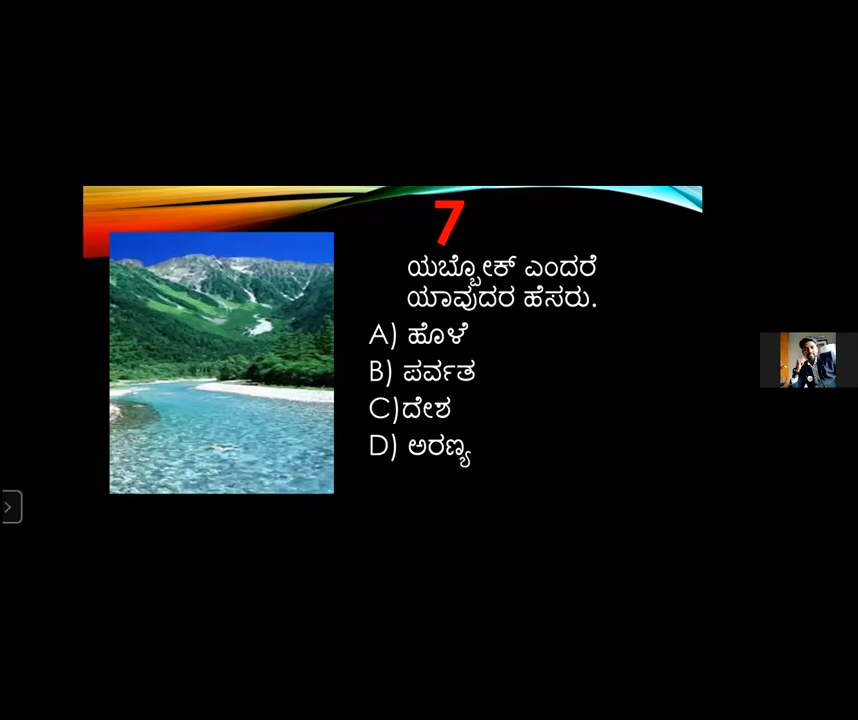 7
ಯಬ್ಬೋಕ್ ಎಂದರೆ
ಯಾವುದರ ಹೆಸರು.
A) ಹೊಳೆ
B) ಪರ್ವತ
C)ದೇಶ
D) ಅರಣ್ಯ